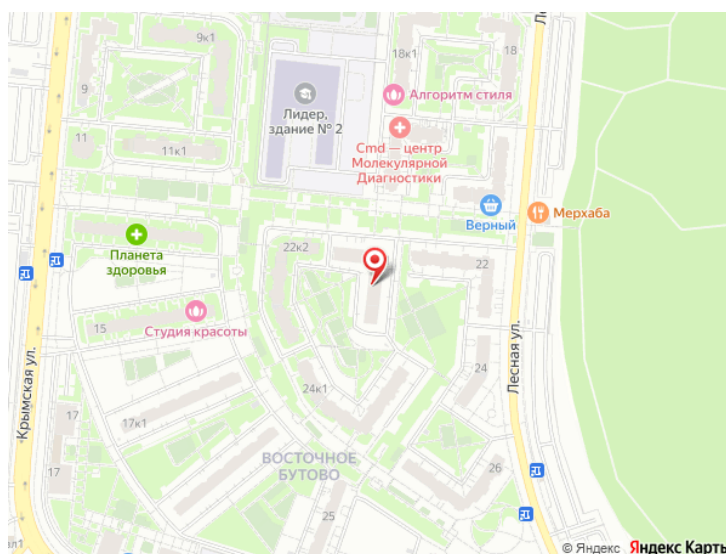 9к1
18к1
18
Ле
9
Алгоритм стиля
Лидер,
здание № 2
11
11к1
Cmd — центр
Молекулярной
Диагностики
Верный
Мерхаба
Планета
здоровья
22к2
22
15
Студия красоты
Крымская ул.
Лесная ул.
24
24к1
17
17к1
17
ВОСТОЧНОЕ
БУТОВО
26
25
© Яндекс Яндекс Карты